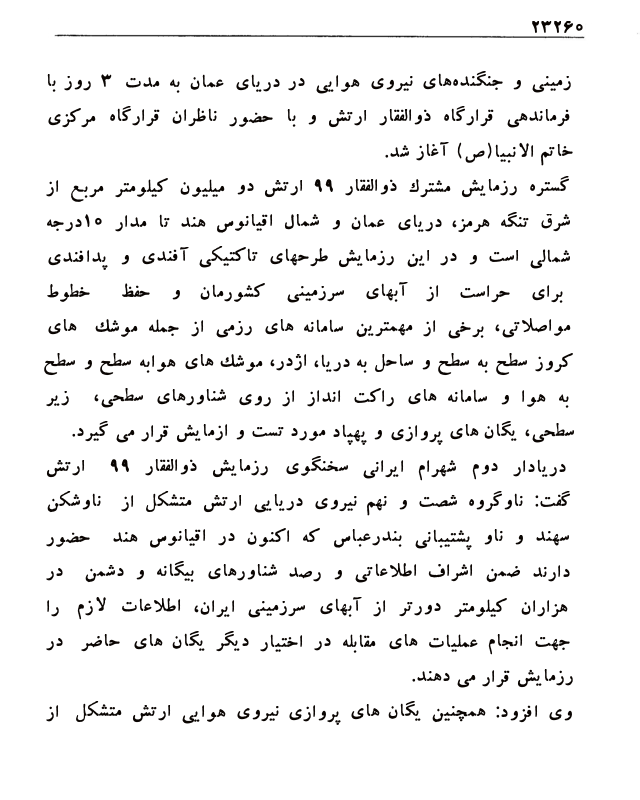 ۲۳۲۶۰
زمینی و جنگنده‌های نیروی هوایی در دریای عمان به مدت ۳ روز با
فرماندهی قرارگاه ذوالفقار ارتش و با حضور ناظران قرارگاه مرکزی
خاتم الانبیا(ص) آغاز شد.
گستره رزمایش مشترك ذوالفقار ۹۹ ارتش دو میلیون کیلومتر مربع از
شرق تنگه هرمز، دریای عمان و شمال اقیانوس هند تا مدار ۱۰درجه
شمالی است و در این رزمایش طرحهای تاکتیکی آفندی و پدافندی
برای حراست از آبهای سرزمینی کشورمان و حفظ خطوط
مواصلاتی، برخی از مهمترین سامانه های رزمی از جمله موشك های
کروز سطح به سطح و ساحل به دریا، اژدر، موشك های هوابه سطح و سطح
به هوا و سامانه های راکت انداز از روی شناورهای سطحی، زیر
سطحی، یگان های پروازی و پهپاد مورد تست و ازمایش قرار می گیرد.
دریادار دوم شهرام ایرانی سخنگوی رزمایش ذوالفقار ۹۹ ارتش
گفت: ناوگروه شصت و نهم نیروی دریایی ارتش متشکل از ناوشکن
سهند و ناو پشتیبانی بندرعباس که اکنون در اقیانوس هند حضور
دارند ضمن اشراف اطلاعاتی و رصد شناورهای بیگانه و دشمن در
هزاران کیلومتر دورتر از آبهای سرزمینی ایران، اطلاعات لازم را
جهت انجام عملیات های مقابله در اختیار دیگر یگان های حاضر در
رزمایش قرار می دهند.
وی افزود: همچنین یگان های پروازی نیروی هوایی ارتش متشکل از